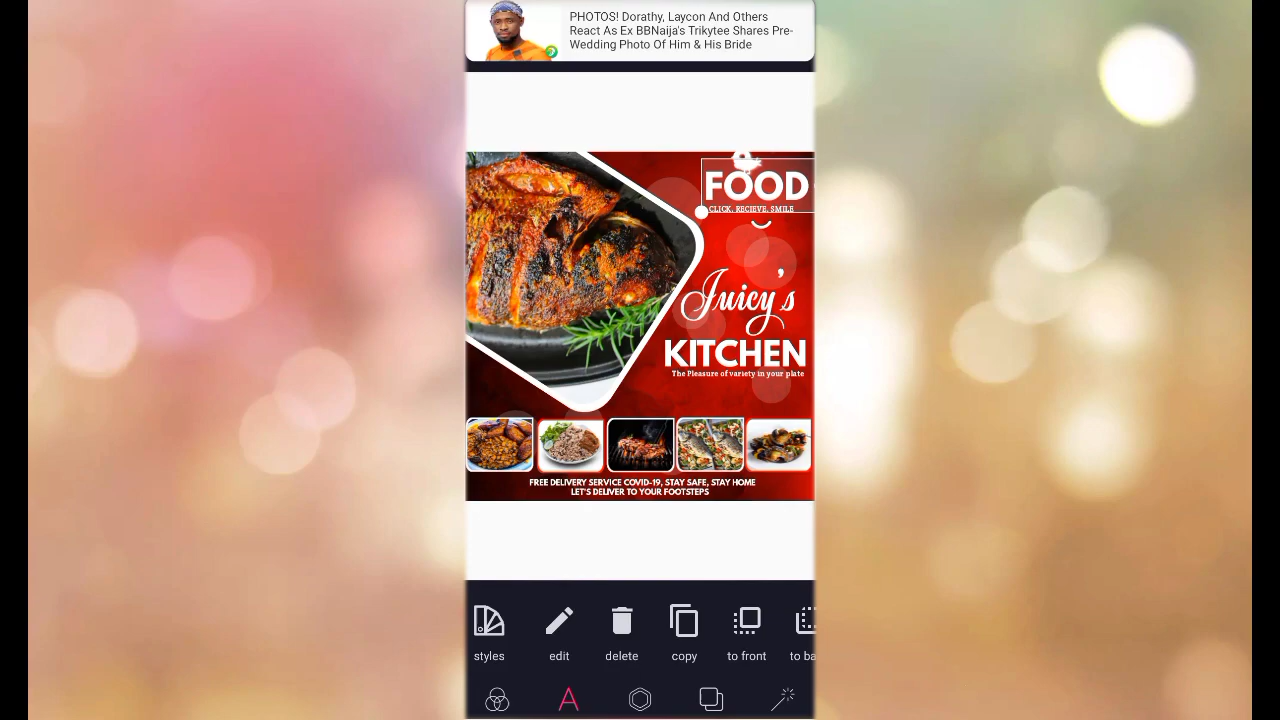 PHOTOS! Dorathy, Laycon And Others
React As Ex BBNaija's Trikytee Shares Pre-
Wedding Photo Of Him & His Bride
FOOD
CLICK, RECIEVE, SMILE
Juicy's
KITCHEN
The Pleasure of variety in your plate
FREE DELIVERY SERVICE COVID-19, STAY SAFE, STAY HOME
LET'S DELIVER TO YOUR FOOTSTEPS
styles
edit
delete
copy
to front
to ba